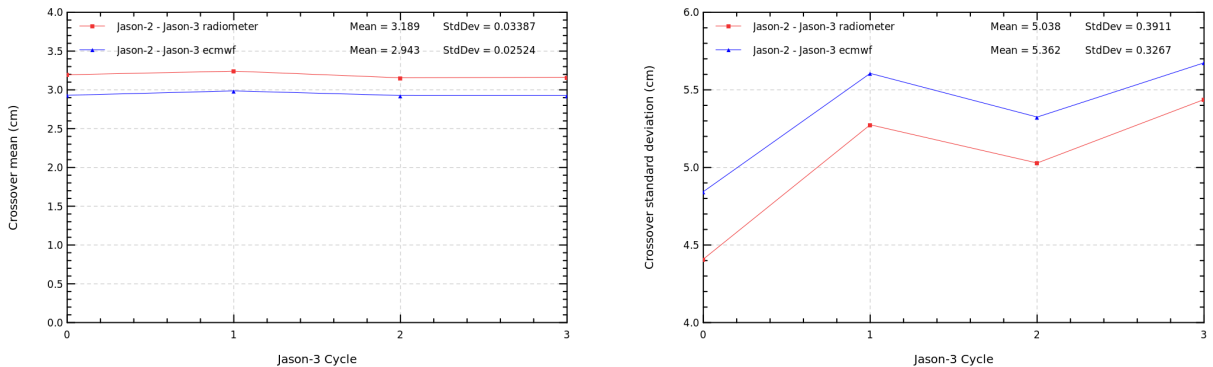 4.0
3.5
3.0
2.5
2.0
1.5
1.0
0.5
0.0
Crossover mean (cm)
Jason-2 - Jason-3 radiometer Mean = 3.189 StdDev = 0.03387
Jason-2 - Jason-3 ecmwf Mean = 2.943 StdDev = 0.02524
0 1 2 3
Jason-3 Cycle
6.0
5.5
5.0
4.5
4.0
Crossover standard deviation (cm)
Jason-2 - Jason-3 radiometer Mean = 5.038 StdDev = 0.3911
Jason-2 - Jason-3 ecmwf Mean = 5.362 StdDev = 0.3267
0 1 2 3
Jason-3 Cycle